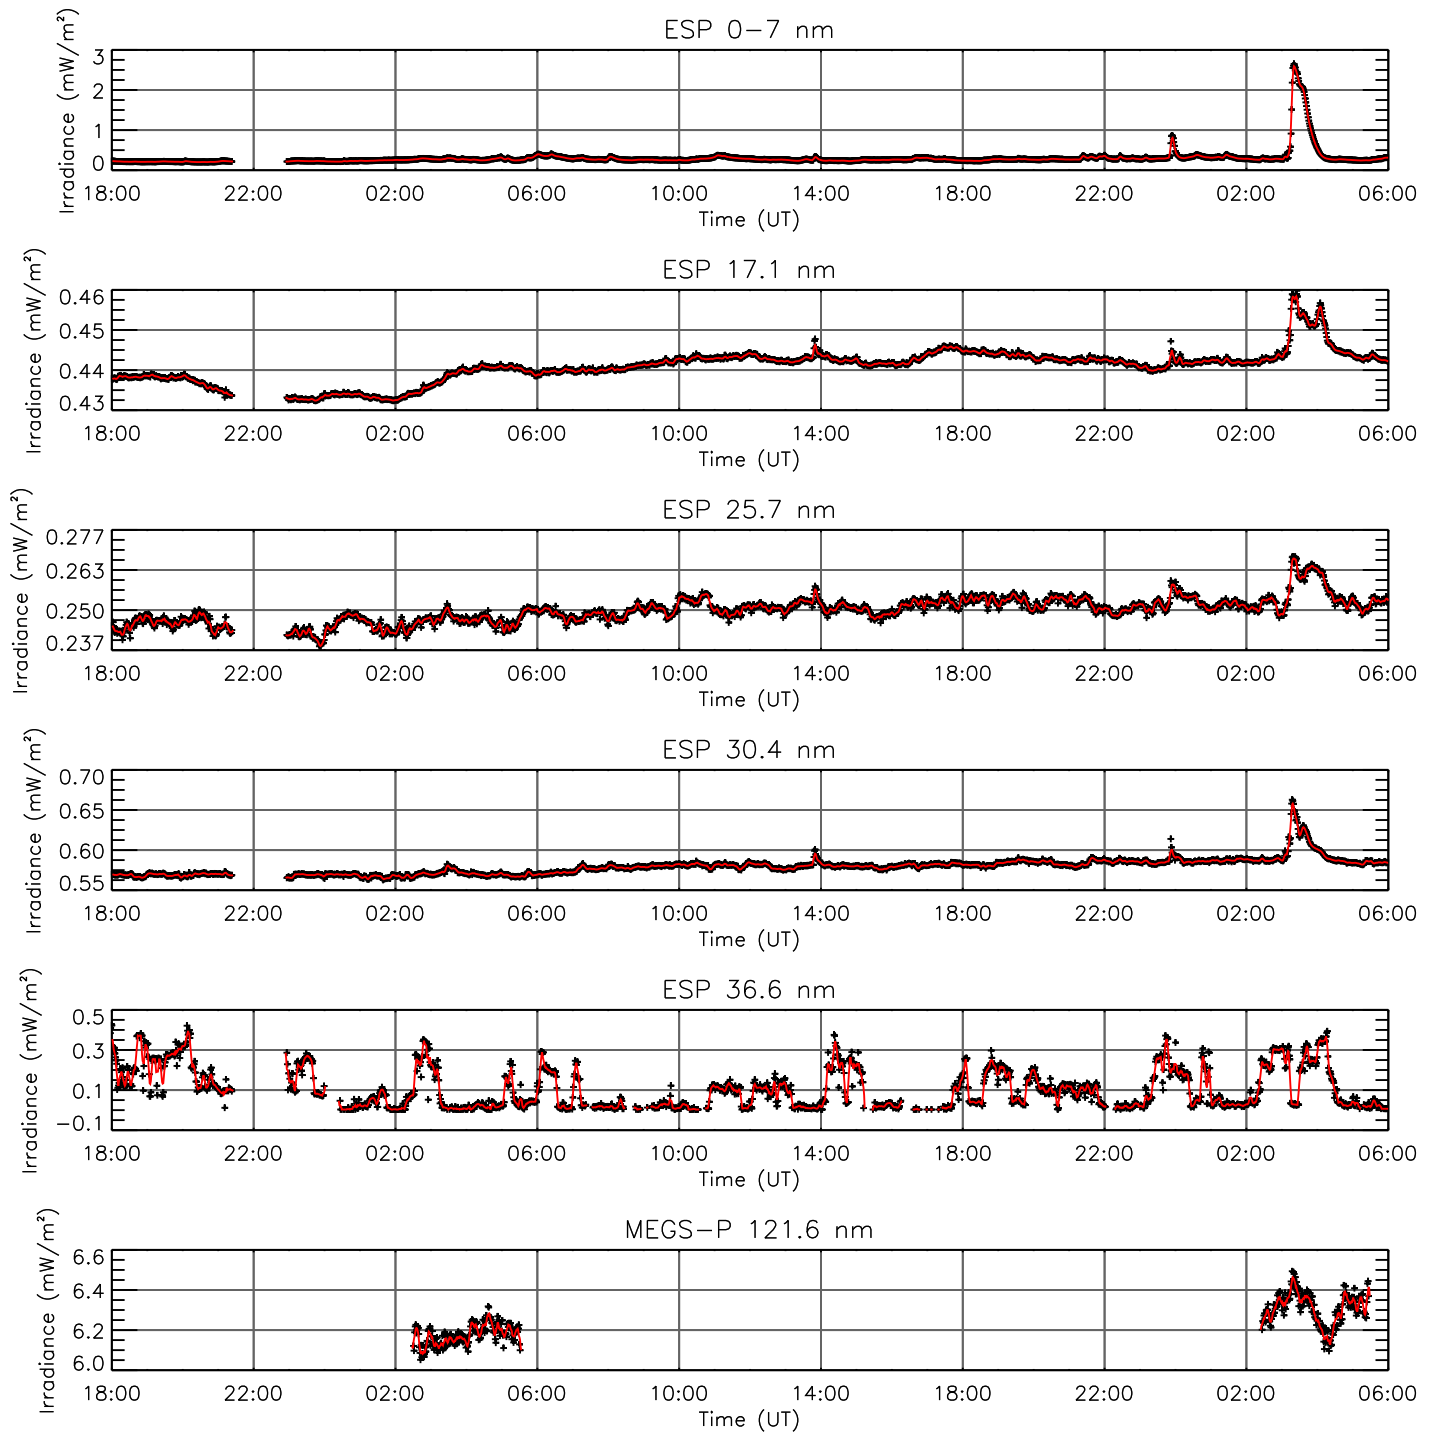 ESP 0−7 nm
Irradiance (mW/m²)
3
2
1
0
18:00 22:00 02:00 06:00 10:00 14:00 18:00 22:00 02:00 06:00
Time (UT)
ESP 17.1 nm
Irradiance (mW/m²)
0.46
0.45
0.44
0.43
18:00 22:00 02:00 06:00 10:00 14:00 18:00 22:00 02:00 06:00
Time (UT)
ESP 25.7 nm
Irradiance (mW/m²)
0.277
0.263
0.250
0.237
18:00 22:00 02:00 06:00 10:00 14:00 18:00 22:00 02:00 06:00
Time (UT)
ESP 30.4 nm
Irradiance (mW/m²)
0.70
0.65
0.60
0.55
18:00 22:00 02:00 06:00 10:00 14:00 18:00 22:00 02:00 06:00
Time (UT)
ESP 36.6 nm
Irradiance (mW/m²)
0.5
0.3
0.1
−0.1
18:00 22:00 02:00 06:00 10:00 14:00 18:00 22:00 02:00 06:00
Time (UT)
MEGS−P 121.6 nm
Irradiance (mW/m²)
6.6
6.4
6.2
6.0
18:00 22:00 02:00 06:00 10:00 14:00 18:00 22:00 02:00 06:00
Time (UT)